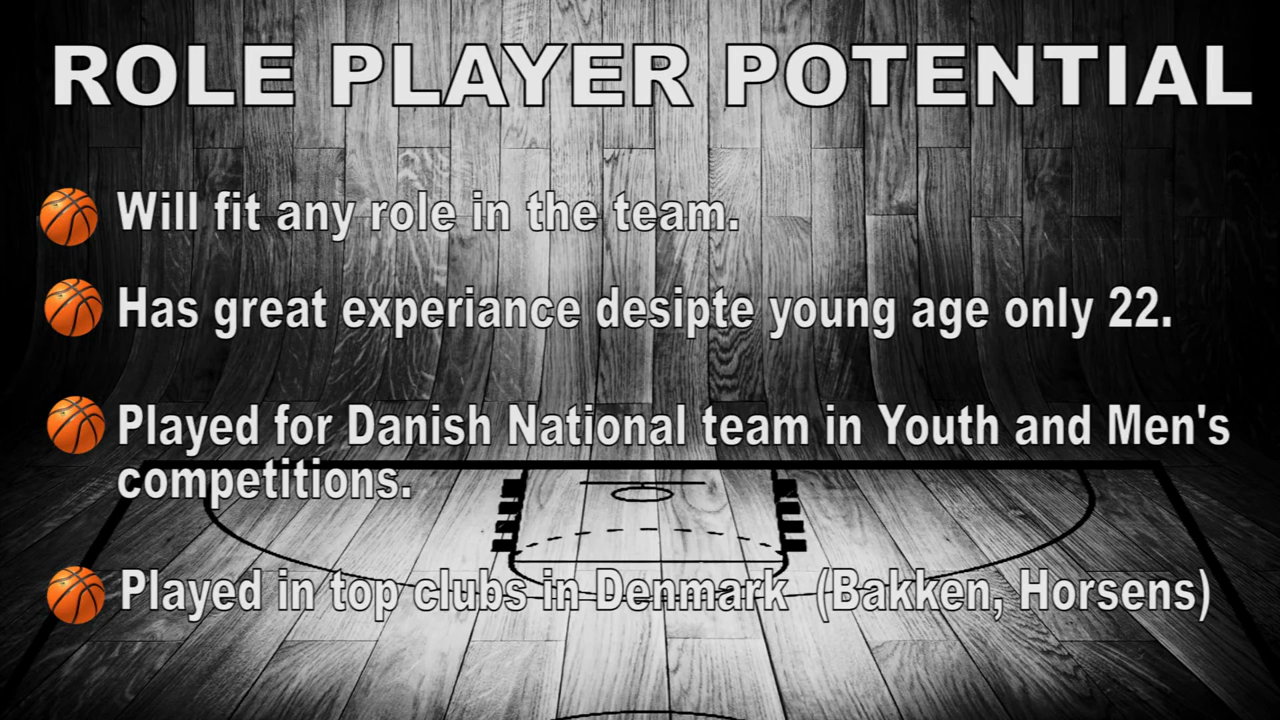 ROLE PLAYER POTENTIAL
Will fit any role in the team.
Has great experiance desipte young age only 22.
Played for Danish National team in Youth and Men's
competitions.
Played in top clubs in Denmark (Bakken, Horsens)